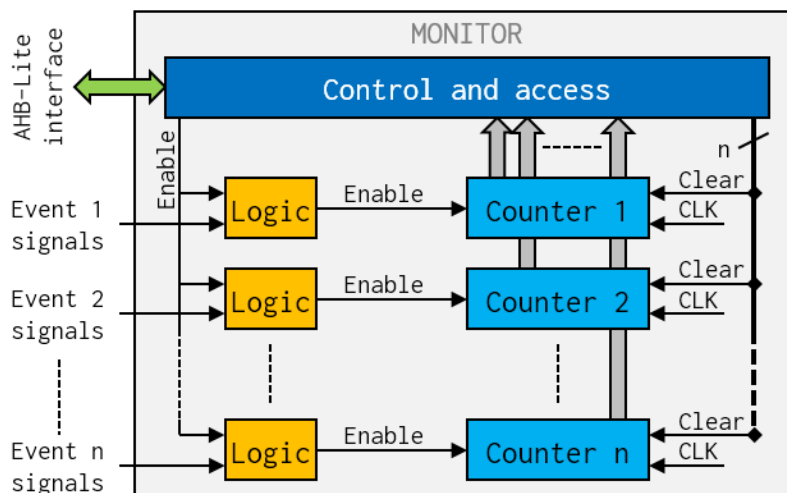 MONITOR
AHB-Lite
interface
Control and access
n
Enable
Clear
Event 1
signals
Logic
Enable
Counter 1
CLK
Clear
Event 2
signals
Logic
Enable
Counter 2
CLK
Clear
Event n
signals
Logic
Enable
Counter n
CLK